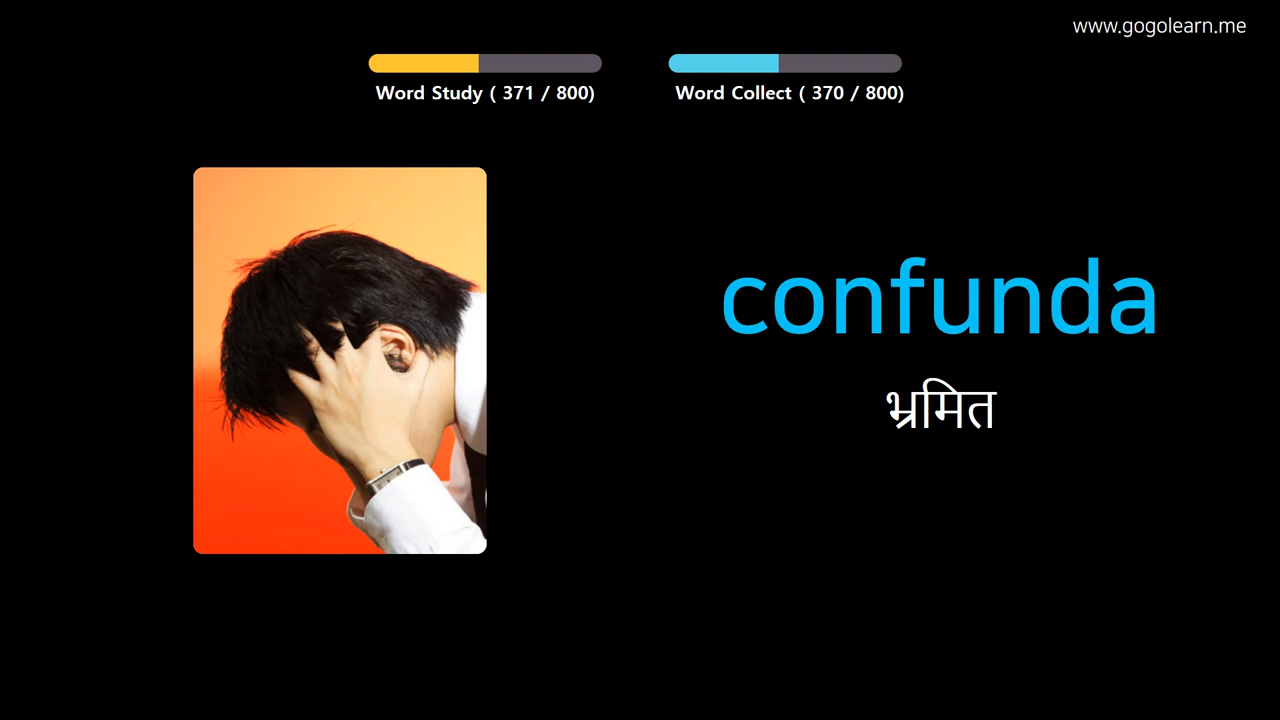 www.gogolearn.me
Word Study ( 371 / 800)
Word Collect ( 370 / 800)
confunda
भ्रमित